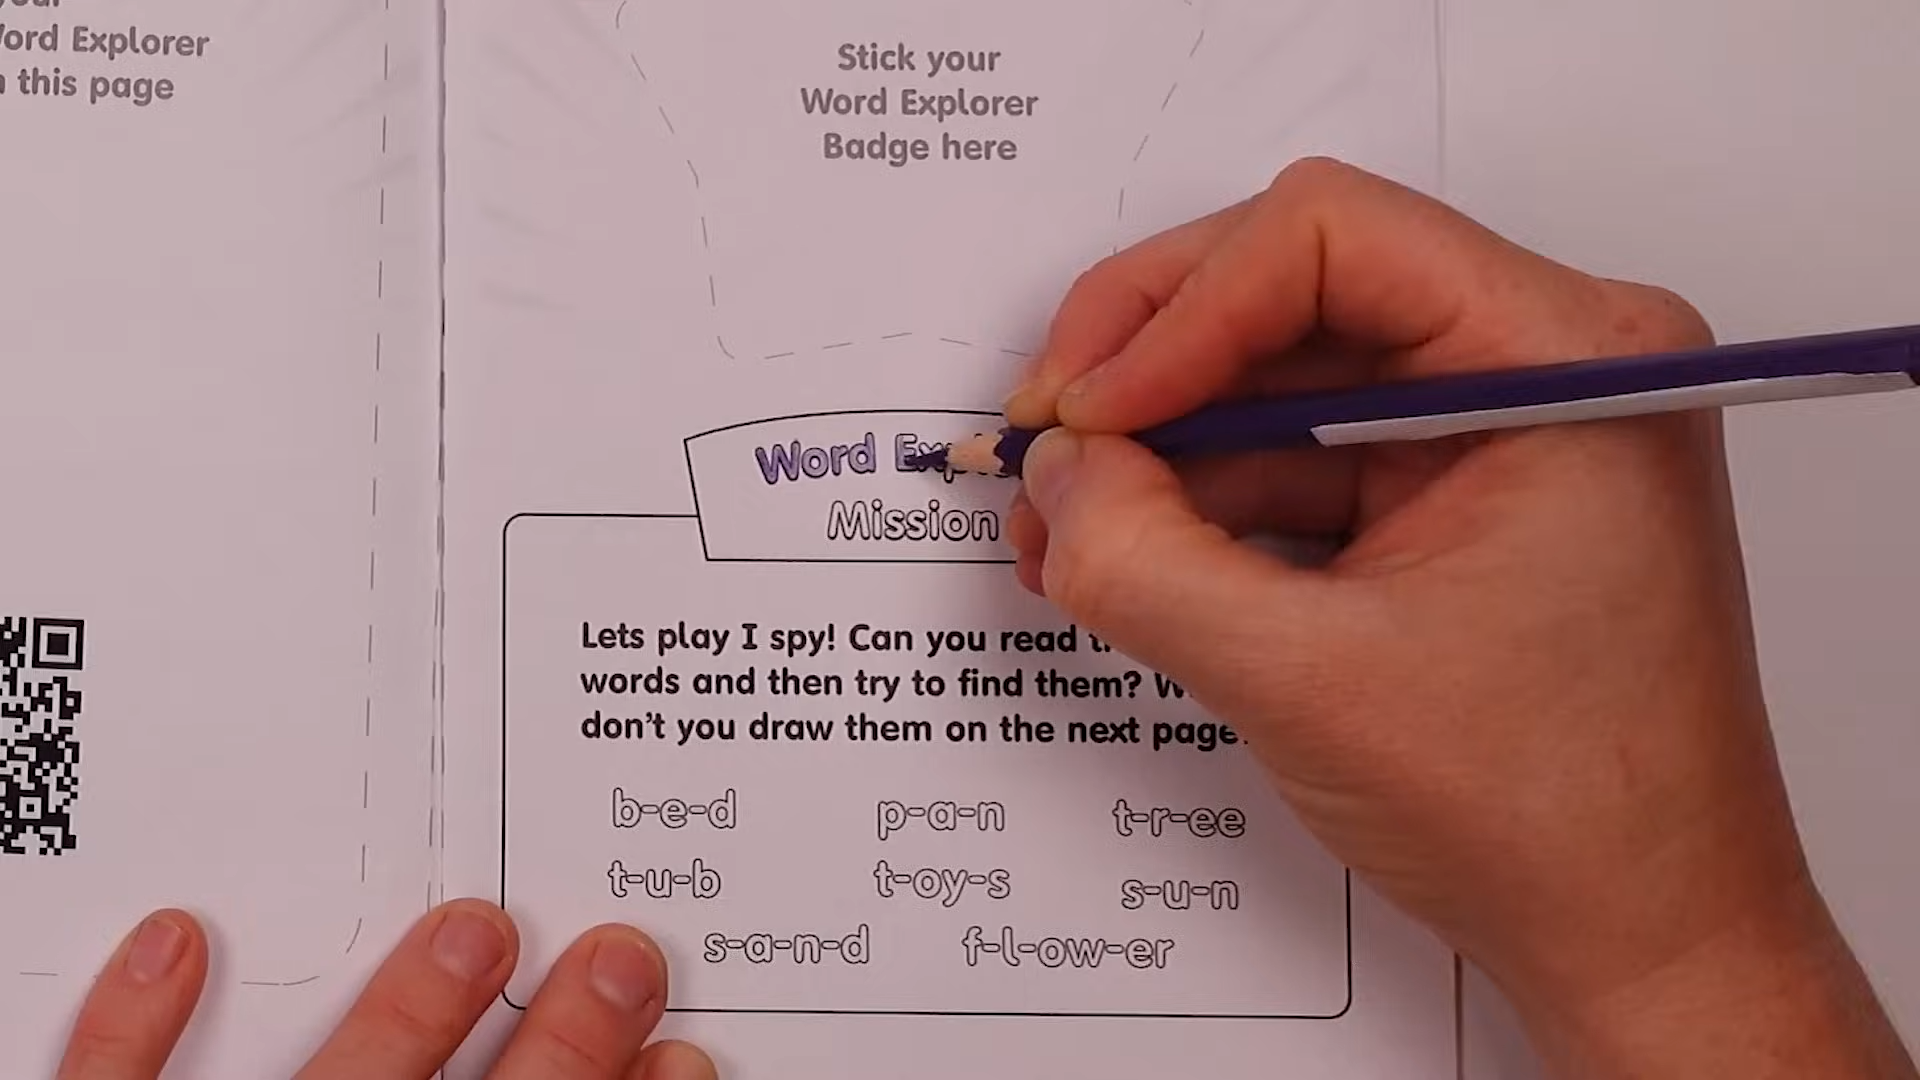 ord Explorer
this page
Stick your
Word Explorer
Badge here
Word
Mission
Lets play I spy! Can you read
words and then try to find them?
don't you draw them on the next page
b-e-d p-a-n t-r-ee
t-u-b t-oy-s s-u-n
s-a-n-d f-l-ow-er